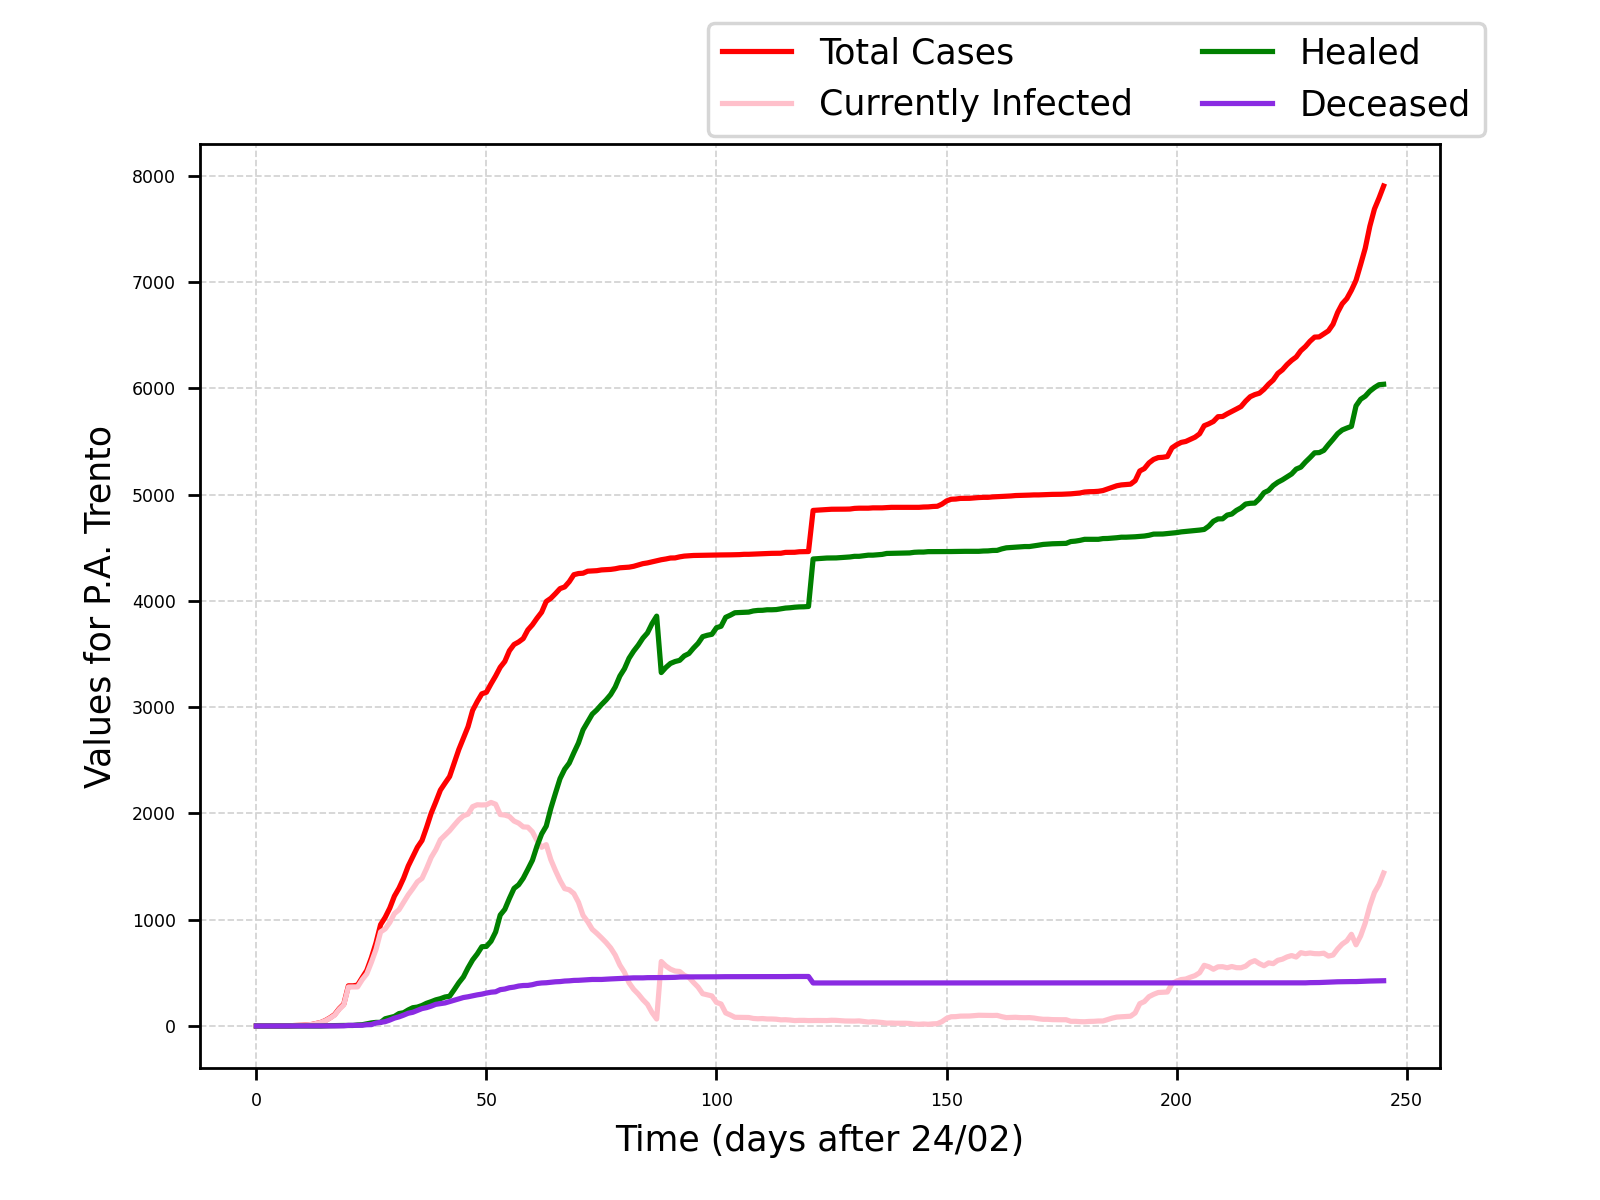 Total Cases
Currently Infected
Healed
Deceased
8000
7000
6000
5000
4000
3000
2000
1000
0
Values for P.A. Trento
0 50 100 150 200 250
Time (days after 24/02)